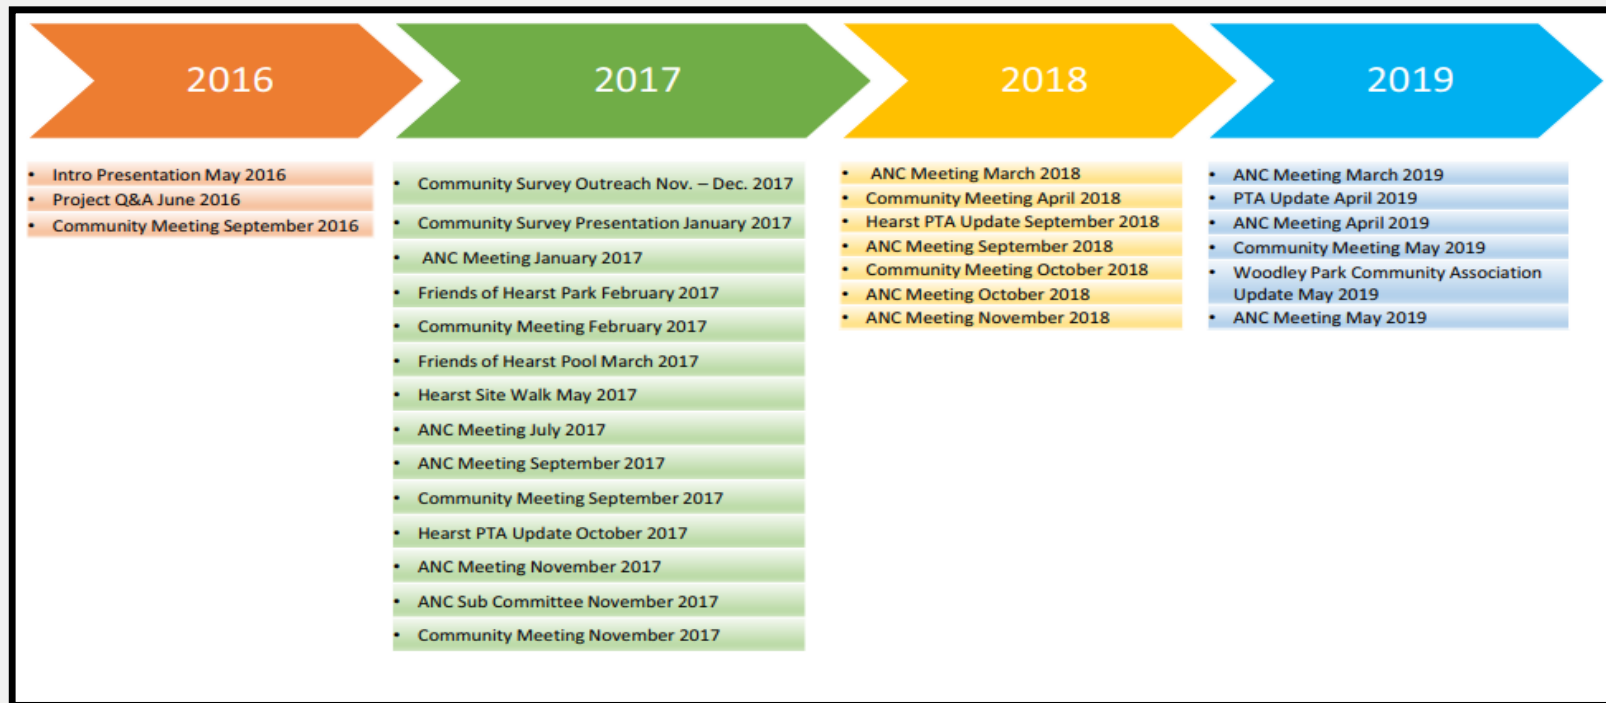 2016
2017
2018
2019
• Intro Presentation May 2016
• Project Q&A June 2016
• Community Meeting September 2016
• Community Survey Outreach Nov. – Dec. 2017
• Community Survey Presentation January 2017
• ANC Meeting January 2017
• Friends of Hearst Park February 2017
• Community Meeting February 2017
• Friends of Hearst Pool March 2017
• Hearst Site Walk May 2017
• ANC Meeting July 2017
• ANC Meeting September 2017
• Community Meeting September 2017
• Hearst PTA Update October 2017
• ANC Meeting November 2017
• ANC Sub Committee November 2017
• Community Meeting November 2017
• ANC Meeting March 2018
• Community Meeting April 2018
• Hearst PTA Update September 2018
• ANC Meeting September 2018
• Community Meeting October 2018
• ANC Meeting October 2018
• ANC Meeting November 2018
• ANC Meeting March 2019
• PTA Update April 2019
• ANC Meeting April 2019
• Community Meeting May 2019
• Woodley Park Community Association
Update May 2019
• ANC Meeting May 2019